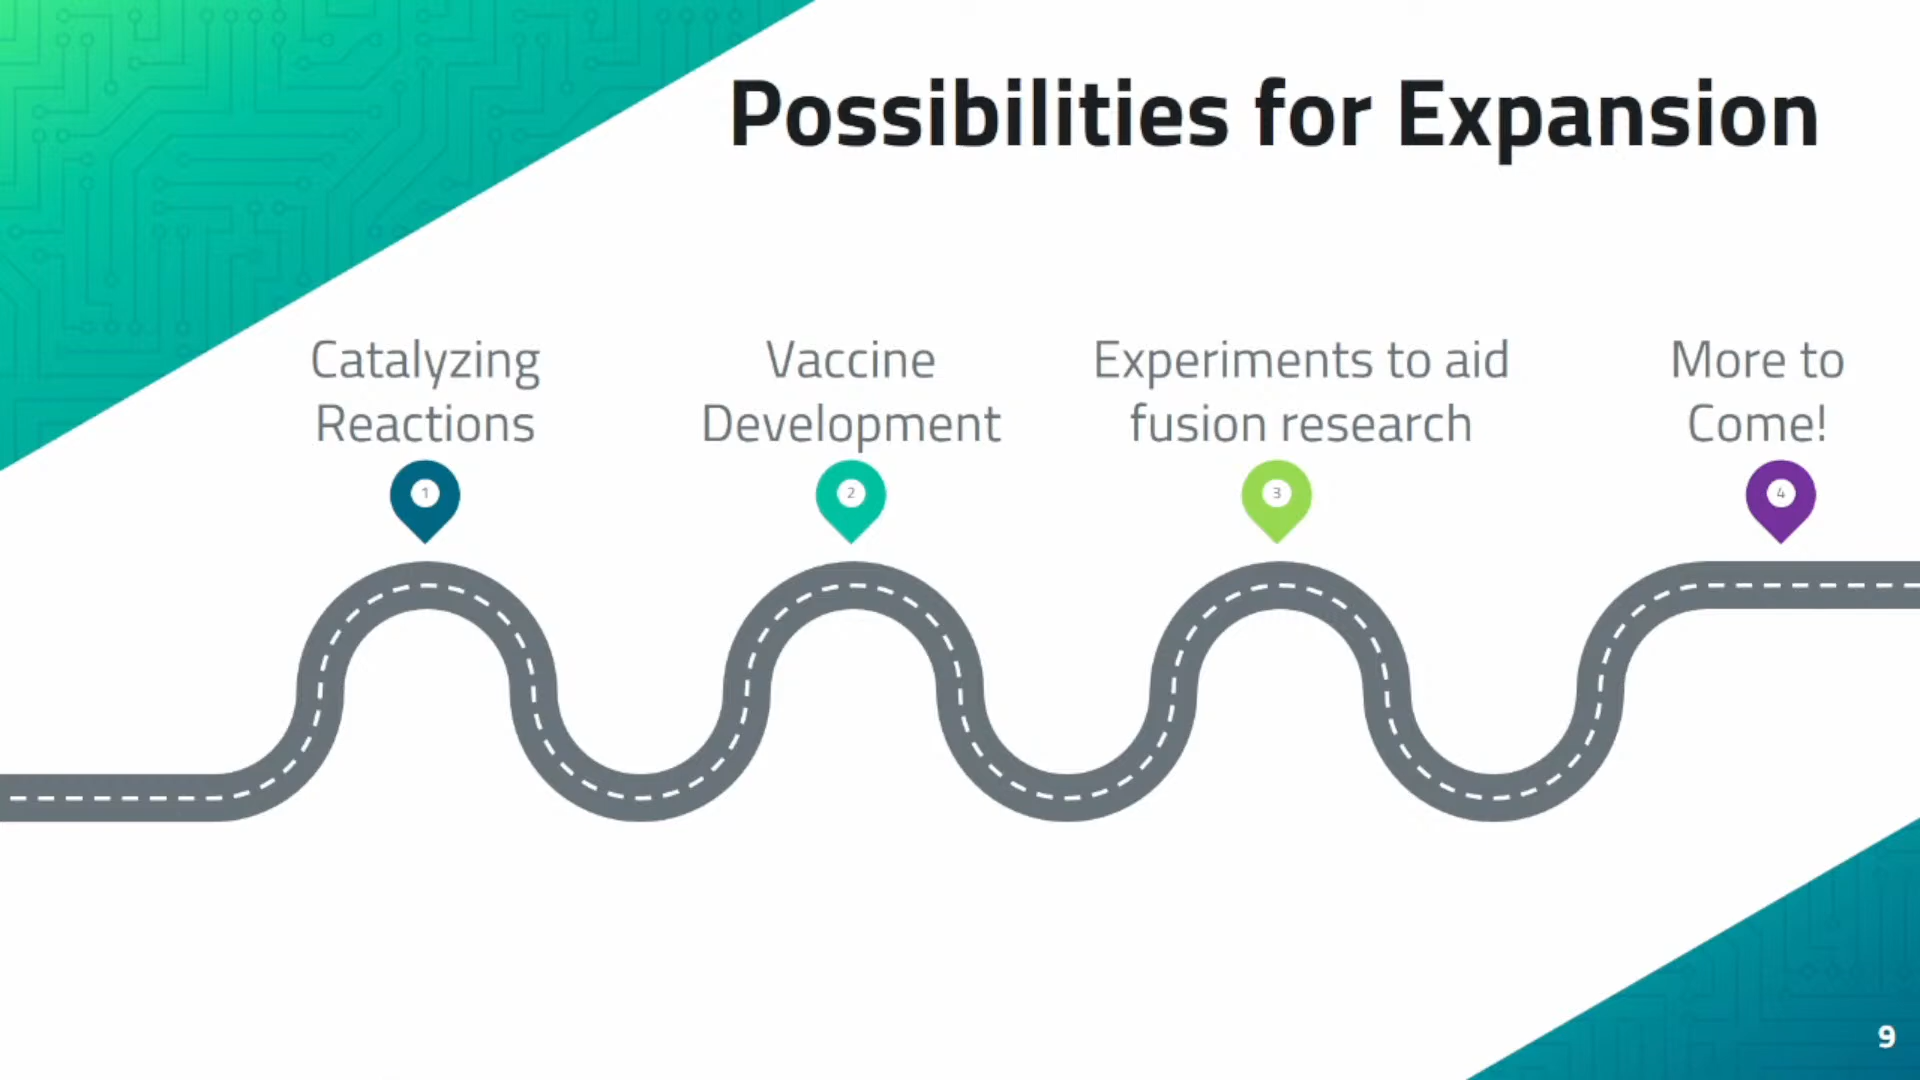 Possibilities for Expansion
Catalyzing
Reactions
Vaccine
Development
Experiments to aid
fusion research
More to
Come!
1
2
3
4
9